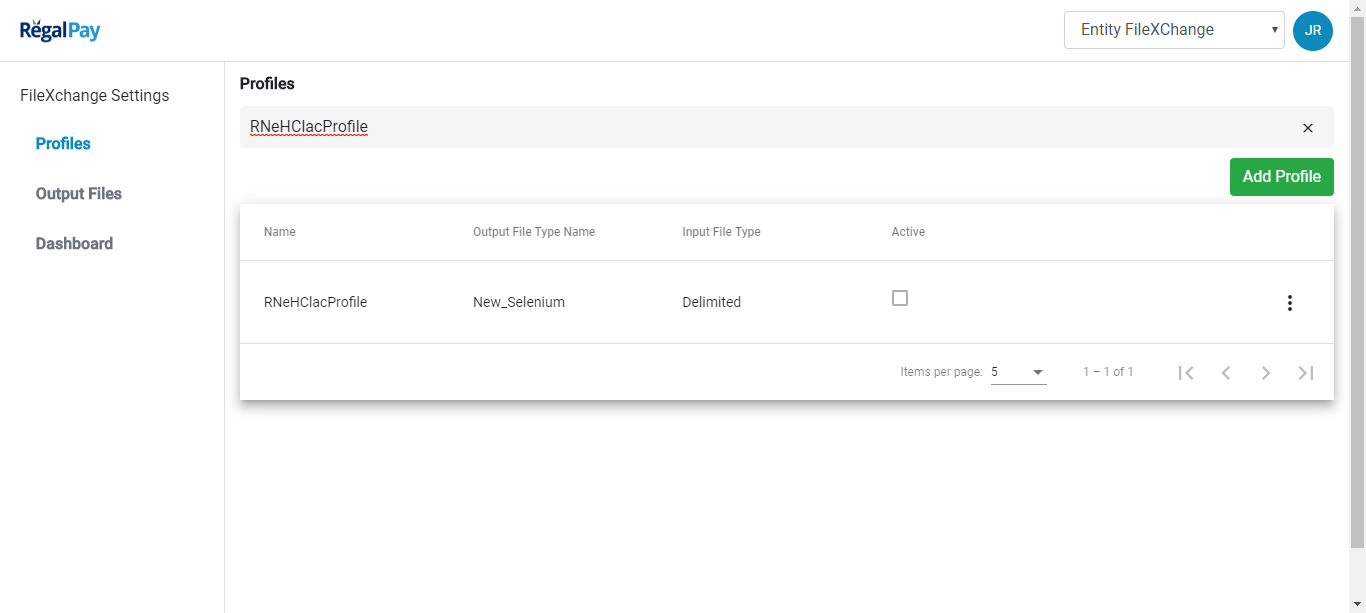 RegalPay
Entity FileXChange
JR
FileXchange Settings
Profiles
Output Files
Dashboard
Profiles
RNeHClacProfile
Add Profile
Name Output File Type Name Input File Type Active
RNeHClacProfile New_Selenium Delimited
Items per page: 5 1 – 1 of 1